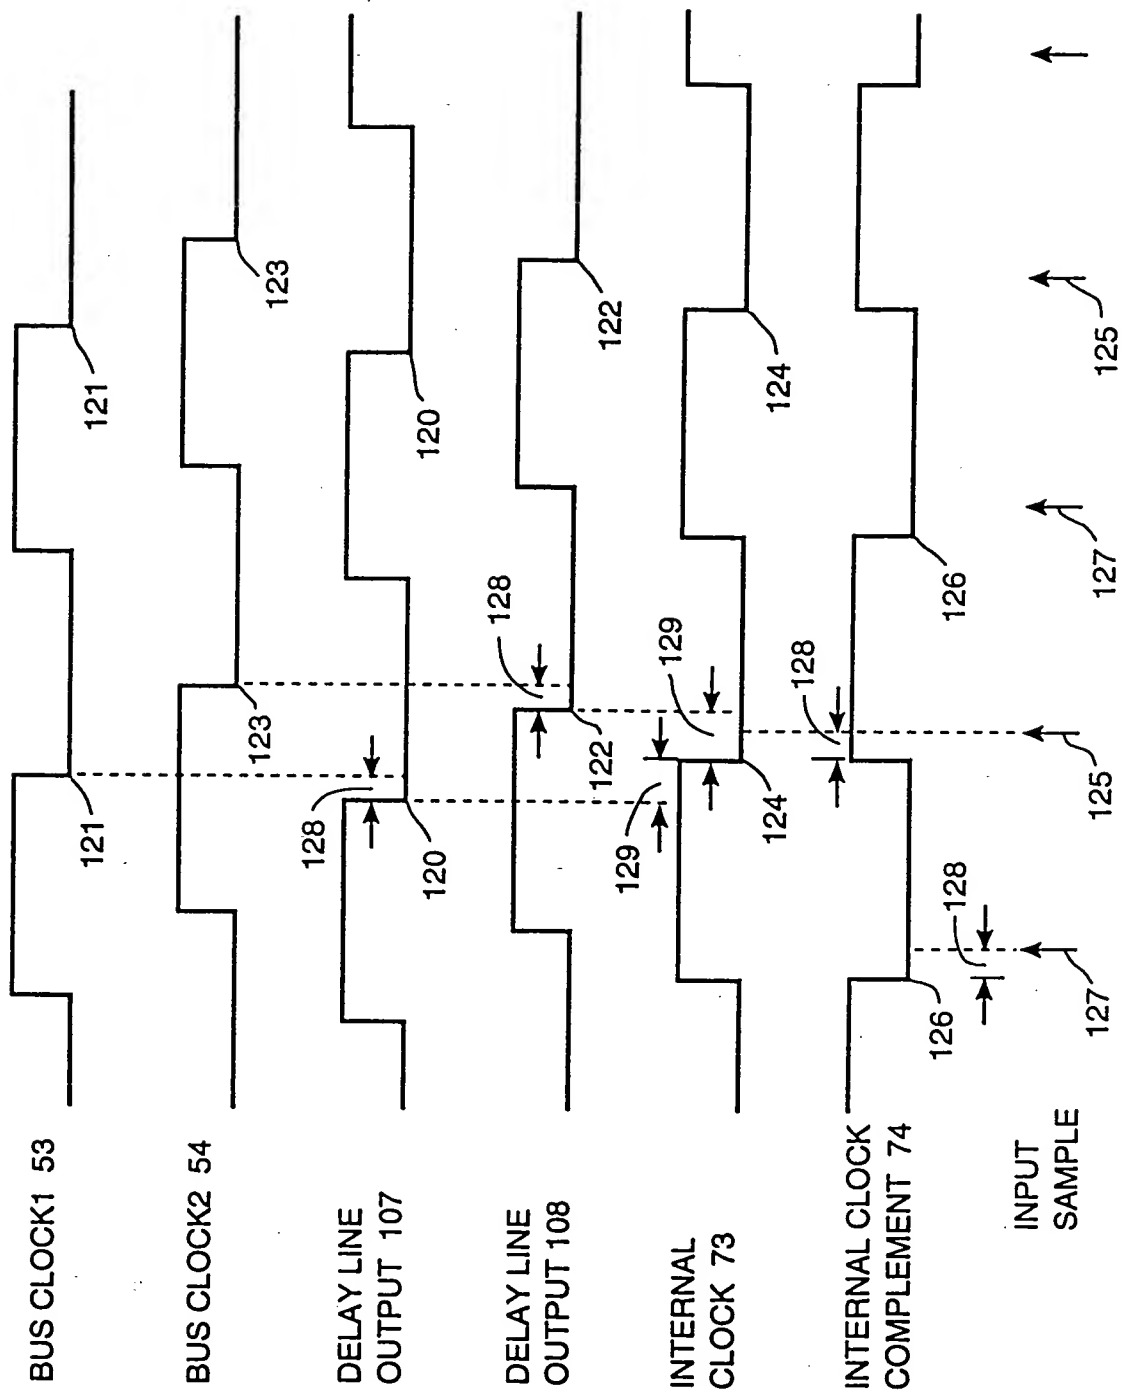 BUS CLOCK1 53
121
121
BUS CLOCK2 54
123
123
DELAY LINE
OUTPUT 107
128
120
120
DELAY LINE
OUTPUT 108
128
122
122
INTERNAL
CLOCK 73
129
129
124
124
INTERNAL CLOCK
COMPLEMENT 74
128
126
128
126
INPUT
SAMPLE
127
125
127
125